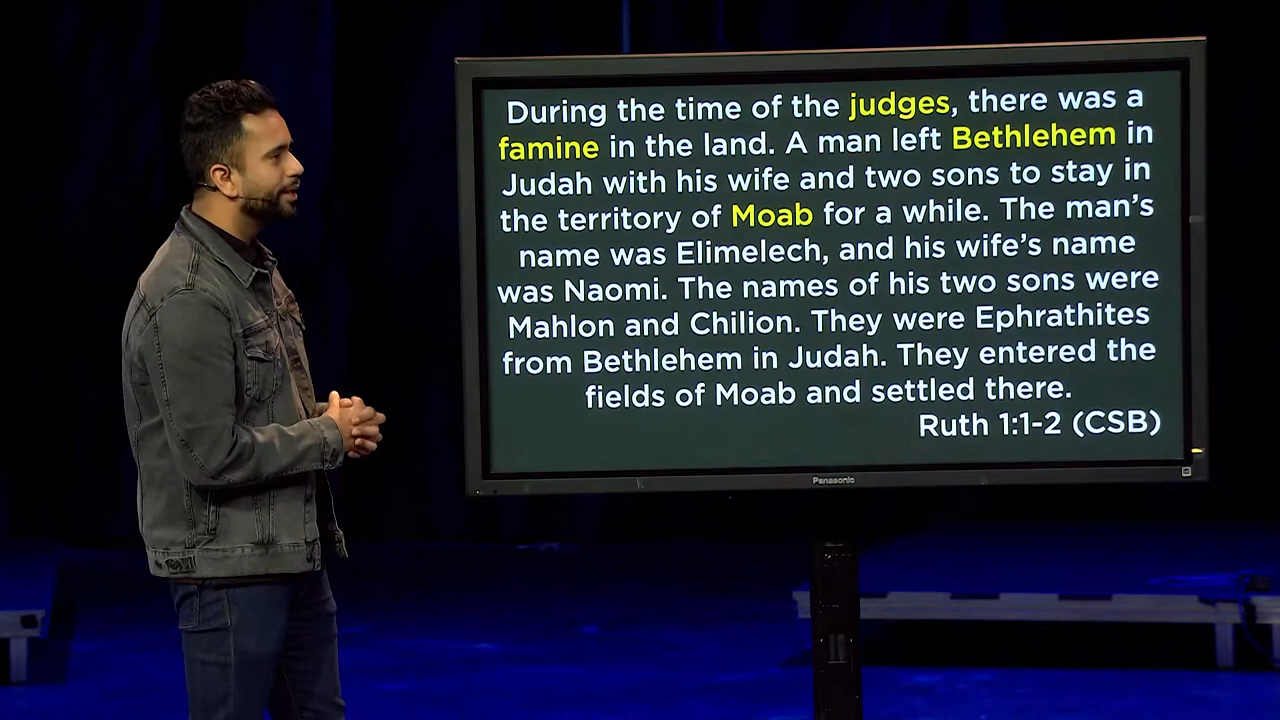 During the time of the judges, there was a
famine in the land. A man left Bethlehem in
Judah with his wife and two sons to stay in
the territory of Moab for a while. The man’s
name was Elimelech, and his wife’s name
was Naomi. The names of his two sons were
Mahlon and Chilion. They were Ephrathites
from Bethlehem in Judah. They entered the
fields of Moab and settled there.
Ruth 1:1-2 (CSB)
Panasonic